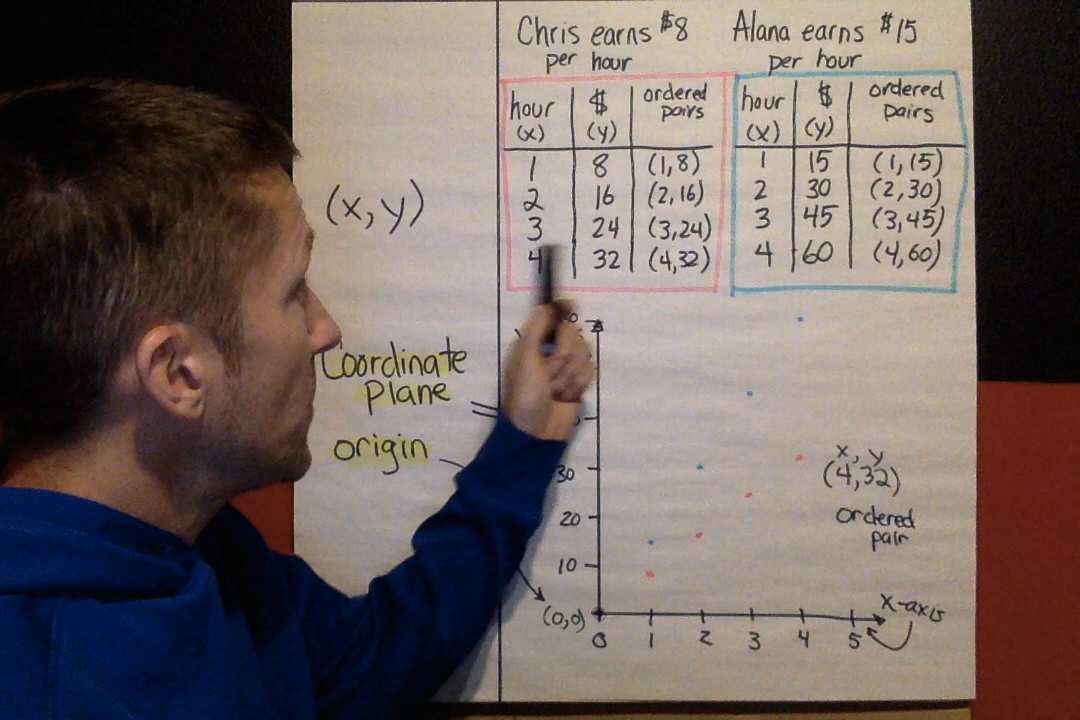 Chris earns $8
per hour
hour $ ordered
pairs
(x) (y)
1 8 (1,8)
2 16 (2,16)
3 24 (3,24)
4 32 (4,32)
Alana earns $15
per hour
hour $ ordered
pairs
(x) (y)
1 15 (1,15)
2 30 (2,30)
3 45 (3,45)
4 60 (4,60)
(x,y)
Coordinate
Plane
origin
30
20
10
(0,0)
0 1 2 3 4 5
x-axis
x, y
(4,32)
ordered
pair